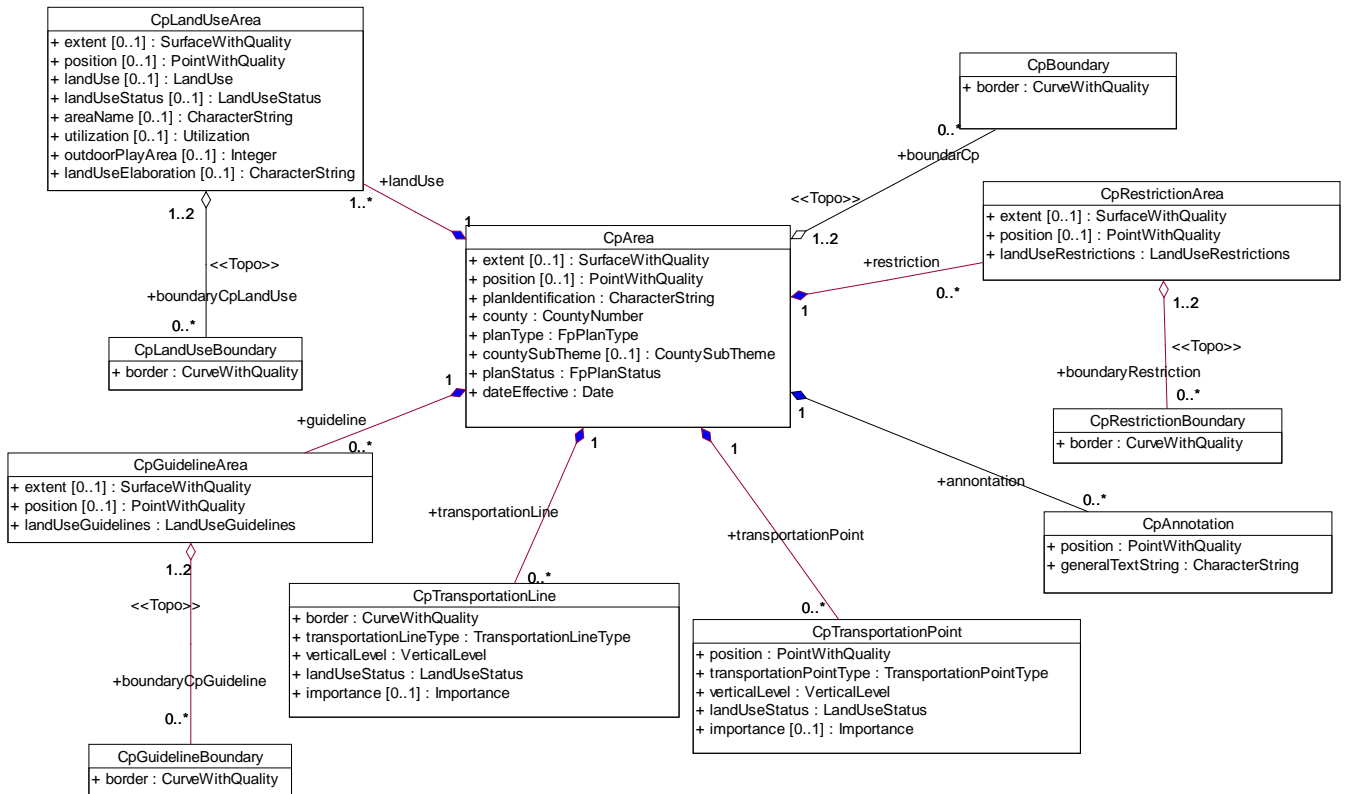 CpLandUseArea
+ extent [0..1] : SurfaceWithQuality
+ position [0..1] : PointWithQuality
+ landUse [0..1] : LandUse
+ landUseStatus [0..1] : LandUseStatus
+ areaName [0..1] : CharacterString
+ utilization [0..1] : Utilization
+ outdoorPlayArea [0..1] : Integer
+ landUseElaboration [0..1] : CharacterString
1..2
<<Topo>>
+boundaryCpLandUse
0..*
CpLandUseBoundary
+ border : CurveWithQuality
+landUse
1..*
1
CpBoundary
+ border : CurveWithQuality
0..*
+boundarCp
<<Topo>>
1..2
CpArea
+ extent [0..1] : SurfaceWithQuality
+ position [0..1] : PointWithQuality
+ planIdentification : CharacterString
+ county : CountyNumber
+ planType : FpPlanType
+ countySubTheme [0..1] : CountySubTheme
+ planStatus : FpPlanStatus
+ dateEffective : Date
CpRestrictionArea
+ extent [0..1] : SurfaceWithQuality
+ position [0..1] : PointWithQuality
+ landUseRestrictions : LandUseRestrictions
+restriction
0..*
1
1..2
<<Topo>>
+boundaryRestriction
0..*
CpRestrictionBoundary
+ border : CurveWithQuality
1
+guideline
0..*
CpGuidelineArea
+ extent [0..1] : SurfaceWithQuality
+ position [0..1] : PointWithQuality
+ landUseGuidelines : LandUseGuidelines
1..2
<<Topo>>
+boundaryCpGuideline
0..*
CpGuidelineBoundary
+ border : CurveWithQuality
1
+transportationLine
0..*
CpTransportationLine
+ border : CurveWithQuality
+ transportationLineType : TransportationLineType
+ verticalLevel : VerticalLevel
+ landUseStatus : LandUseStatus
+ importance [0..1] : Importance
1
+transportationPoint
0..*
CpTransportationPoint
+ position : PointWithQuality
+ transportationPointType : TransportationPointType
+ verticalLevel : VerticalLevel
+ landUseStatus : LandUseStatus
+ importance [0..1] : Importance
1
+annontation
0..*
CpAnnotation
+ position : PointWithQuality
+ generalTextString : CharacterString